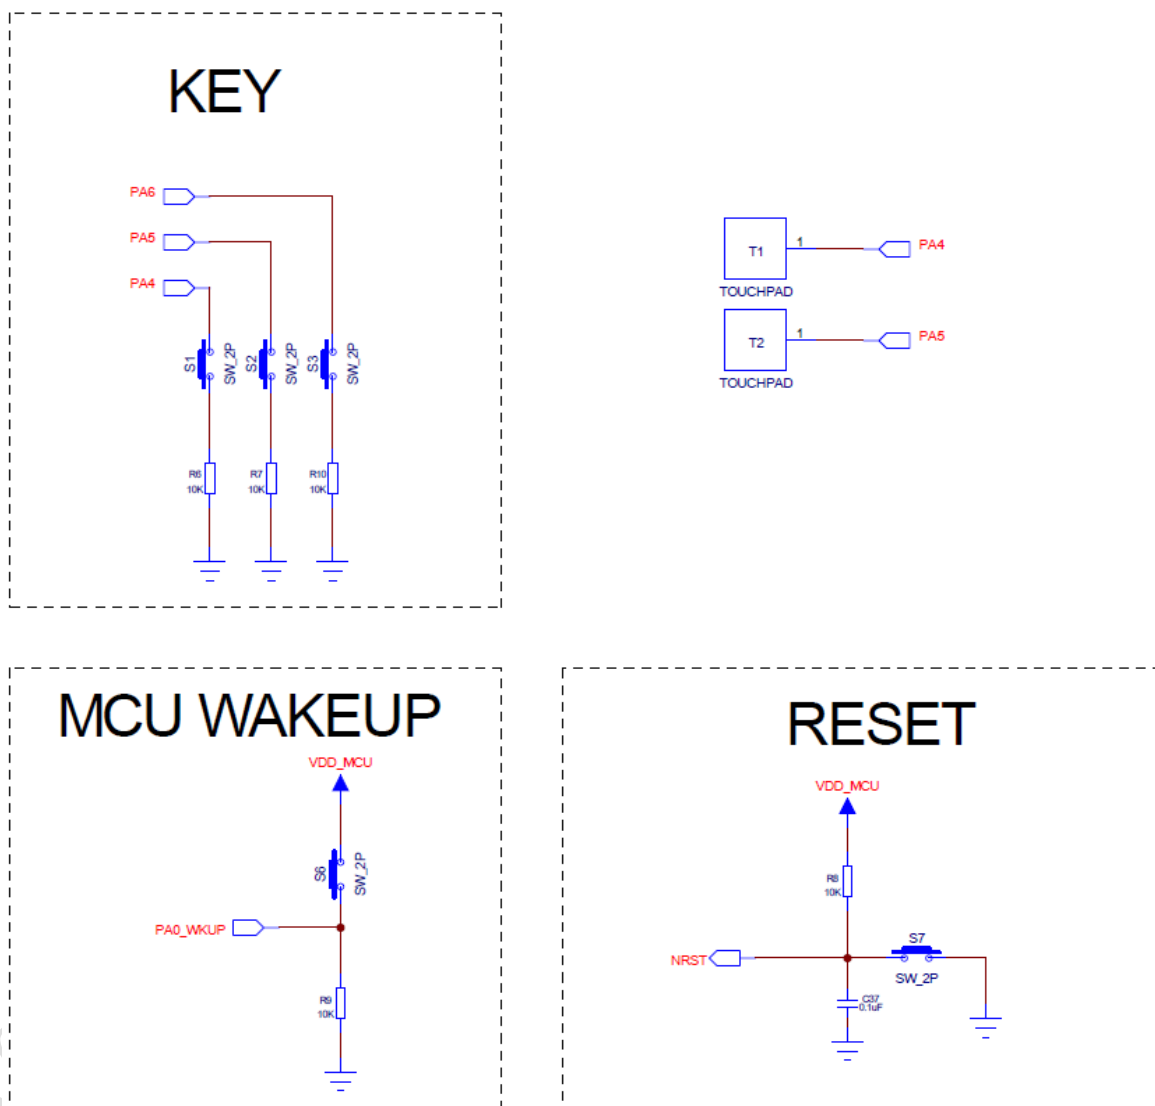 KEY
PA6
PA5
PA4
S1
SW_2P
S2
SW_2P
S3
SW_2P
R6
10K
R7
10K
R10
10K
T1
1
PA4
TOUCHPAD
T2
1
PA5
TOUCHPAD
MCU WAKEUP
VDD_MCU
S6
SW_2P
PA0_WKUP
R9
10K
RESET
VDD_MCU
R8
10K
NRST
S7
SW_2P
C37
0.1uF